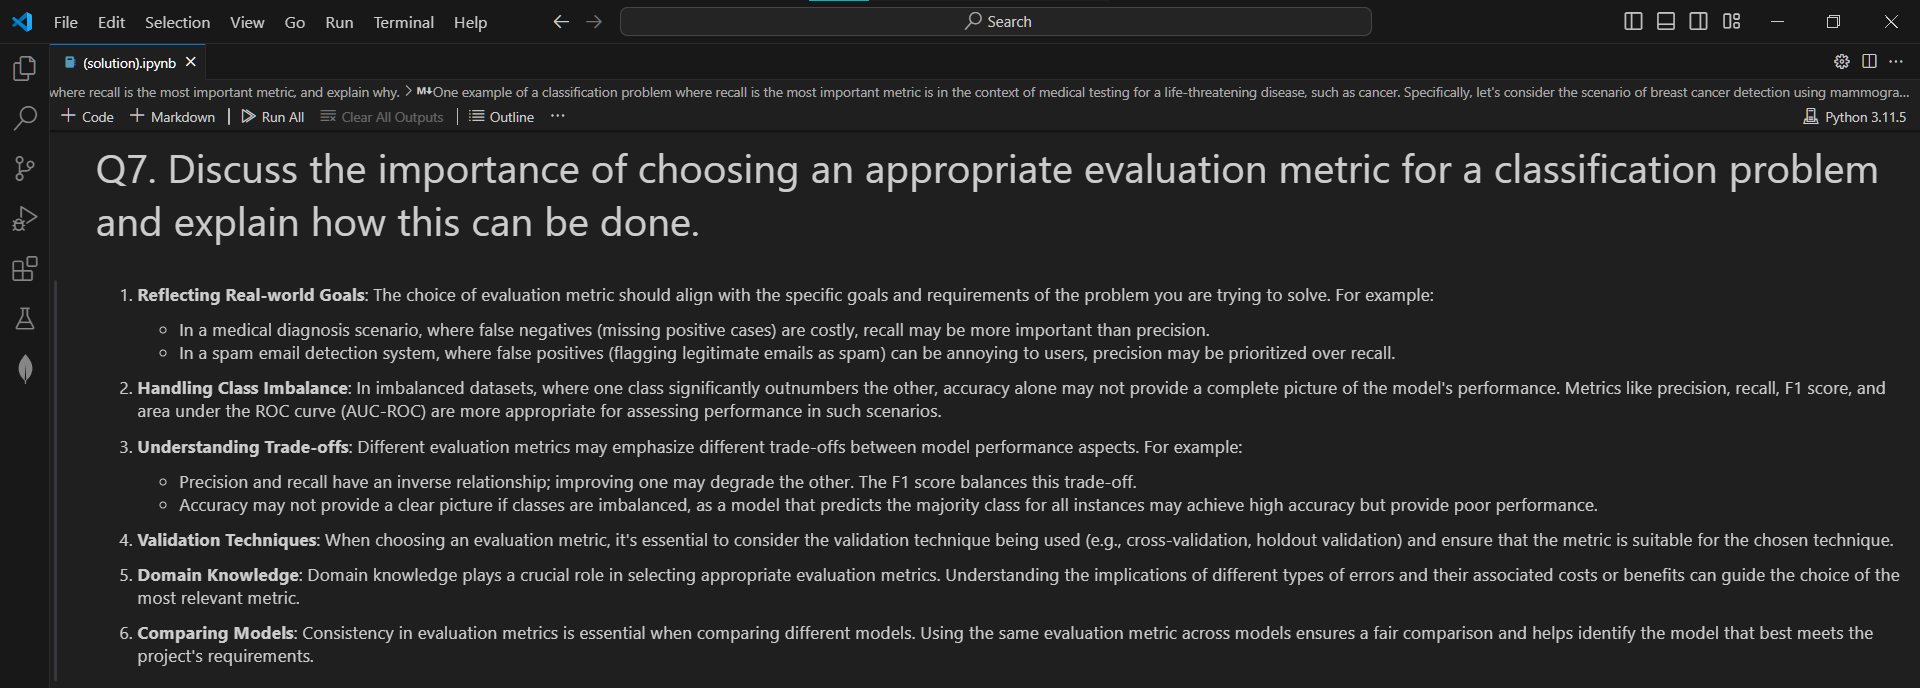 File Edit Selection View Go Run Terminal Help
Search
(solution).ipynb
where recall is the most important metric, and explain why. > M↓One example of a classification problem where recall is the most important metric is in the context of medical testing for a life-threatening disease, such as cancer. Specifically, let's consider the scenario of breast cancer detection using mammogra...
+ Code + Markdown | Run All Clear All Outputs | Outline ...
Python 3.11.5
Q7. Discuss the importance of choosing an appropriate evaluation metric for a classification problem
and explain how this can be done.
1. Reflecting Real-world Goals: The choice of evaluation metric should align with the specific goals and requirements of the problem you are trying to solve. For example:
○ In a medical diagnosis scenario, where false negatives (missing positive cases) are costly, recall may be more important than precision.
○ In a spam email detection system, where false positives (flagging legitimate emails as spam) can be annoying to users, precision may be prioritized over recall.
2. Handling Class Imbalance: In imbalanced datasets, where one class significantly outnumbers the other, accuracy alone may not provide a complete picture of the model's performance. Metrics like precision, recall, F1 score, and
area under the ROC curve (AUC-ROC) are more appropriate for assessing performance in such scenarios.
3. Understanding Trade-offs: Different evaluation metrics may emphasize different trade-offs between model performance aspects. For example:
○ Precision and recall have an inverse relationship; improving one may degrade the other. The F1 score balances this trade-off.
○ Accuracy may not provide a clear picture if classes are imbalanced, as a model that predicts the majority class for all instances may achieve high accuracy but provide poor performance.
4. Validation Techniques: When choosing an evaluation metric, it's essential to consider the validation technique being used (e.g., cross-validation, holdout validation) and ensure that the metric is suitable for the chosen technique.
5. Domain Knowledge: Domain knowledge plays a crucial role in selecting appropriate evaluation metrics. Understanding the implications of different types of errors and their associated costs or benefits can guide the choice of the
most relevant metric.
6. Comparing Models: Consistency in evaluation metrics is essential when comparing different models. Using the same evaluation metric across models ensures a fair comparison and helps identify the model that best meets the
project's requirements.